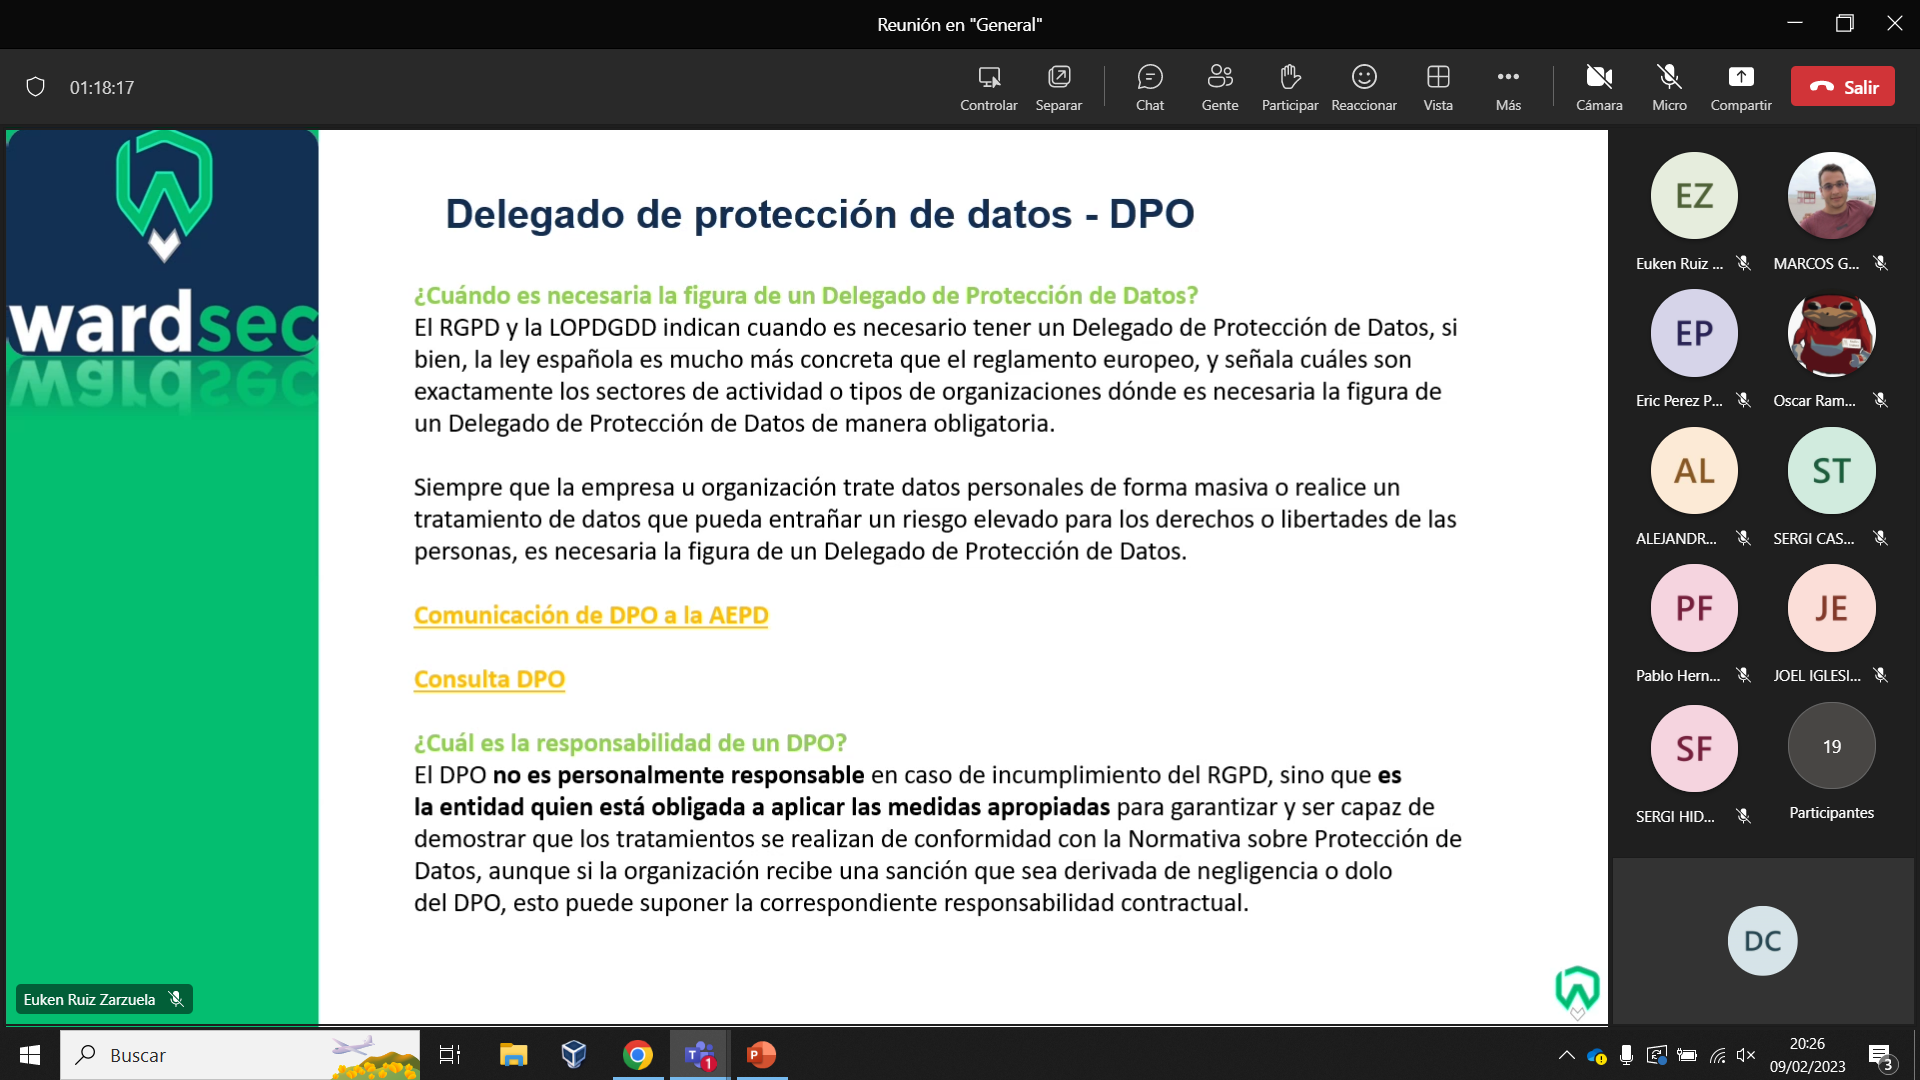 Reunión en "General"
01:18:17
Controlar
Separar
Chat
Gente
Participar
Reaccionar
Vista
Más
Cámara
Micro
Compartir
Salir
wardsec
Delegado de protección de datos - DPO
¿Cuándo es necesaria la figura de un Delegado de Protección de Datos?
El RGPD y la LOPDGDD indican cuando es necesario tener un Delegado de Protección de Datos, si
bien, la ley española es mucho más concreta que el reglamento europeo, y señala cuáles son
exactamente los sectores de actividad o tipos de organizaciones dónde es necesaria la figura de
un Delegado de Protección de Datos de manera obligatoria.
Siempre que la empresa u organización trate datos personales de forma masiva o realice un
tratamiento de datos que pueda entrañar un riesgo elevado para los derechos o libertades de las
personas, es necesaria la figura de un Delegado de Protección de Datos.
Comunicación de DPO a la AEPD
Consulta DPO
¿Cuál es la responsabilidad de un DPO?
El DPO no es personalmente responsable en caso de incumplimiento del RGPD, sino que es
la entidad quien está obligada a aplicar las medidas apropiadas para garantizar y ser capaz de
demostrar que los tratamientos se realizan de conformidad con la Normativa sobre Protección de
Datos, aunque si la organización recibe una sanción que sea derivada de negligencia o dolo
del DPO, esto puede suponer la correspondiente responsabilidad contractual.
Euken Ruiz Zarzuela
EZ
Euken Ruiz ...
MARCOS G...
EP
Eric Perez P...
Oscar Ram...
AL
ALEJANDR...
ST
SERGI CAS...
PF
Pablo Hern...
JE
JOEL IGLESI...
SF
SERGI HID...
19
Participantes
DC
Buscar
T
1
P
20:26
09/02/2023
3